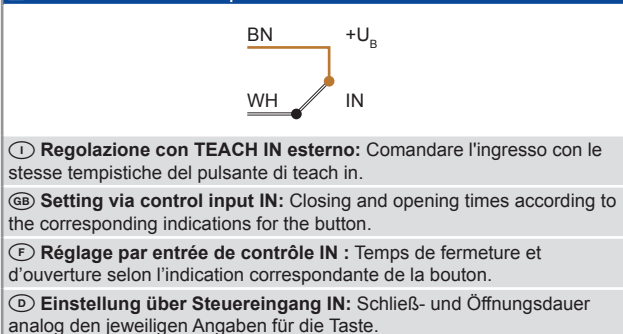 BN +U_B
WH IN
(I) Regolazione con TEACH IN esterno: Comandare l'ingresso con le
stesse tempistiche del pulsante di teach in.
(GB) Setting via control input IN: Closing and opening times according to
the corresponding indications for the button.
(F) Réglage par entrée de contrôle IN : Temps de fermeture et
d'ouverture selon l'indication correspondante de la bouton.
(D) Einstellung über Steuereingang IN: Schließ- und Öffnungsdauer
analog den jeweiligen Angaben für die Taste.